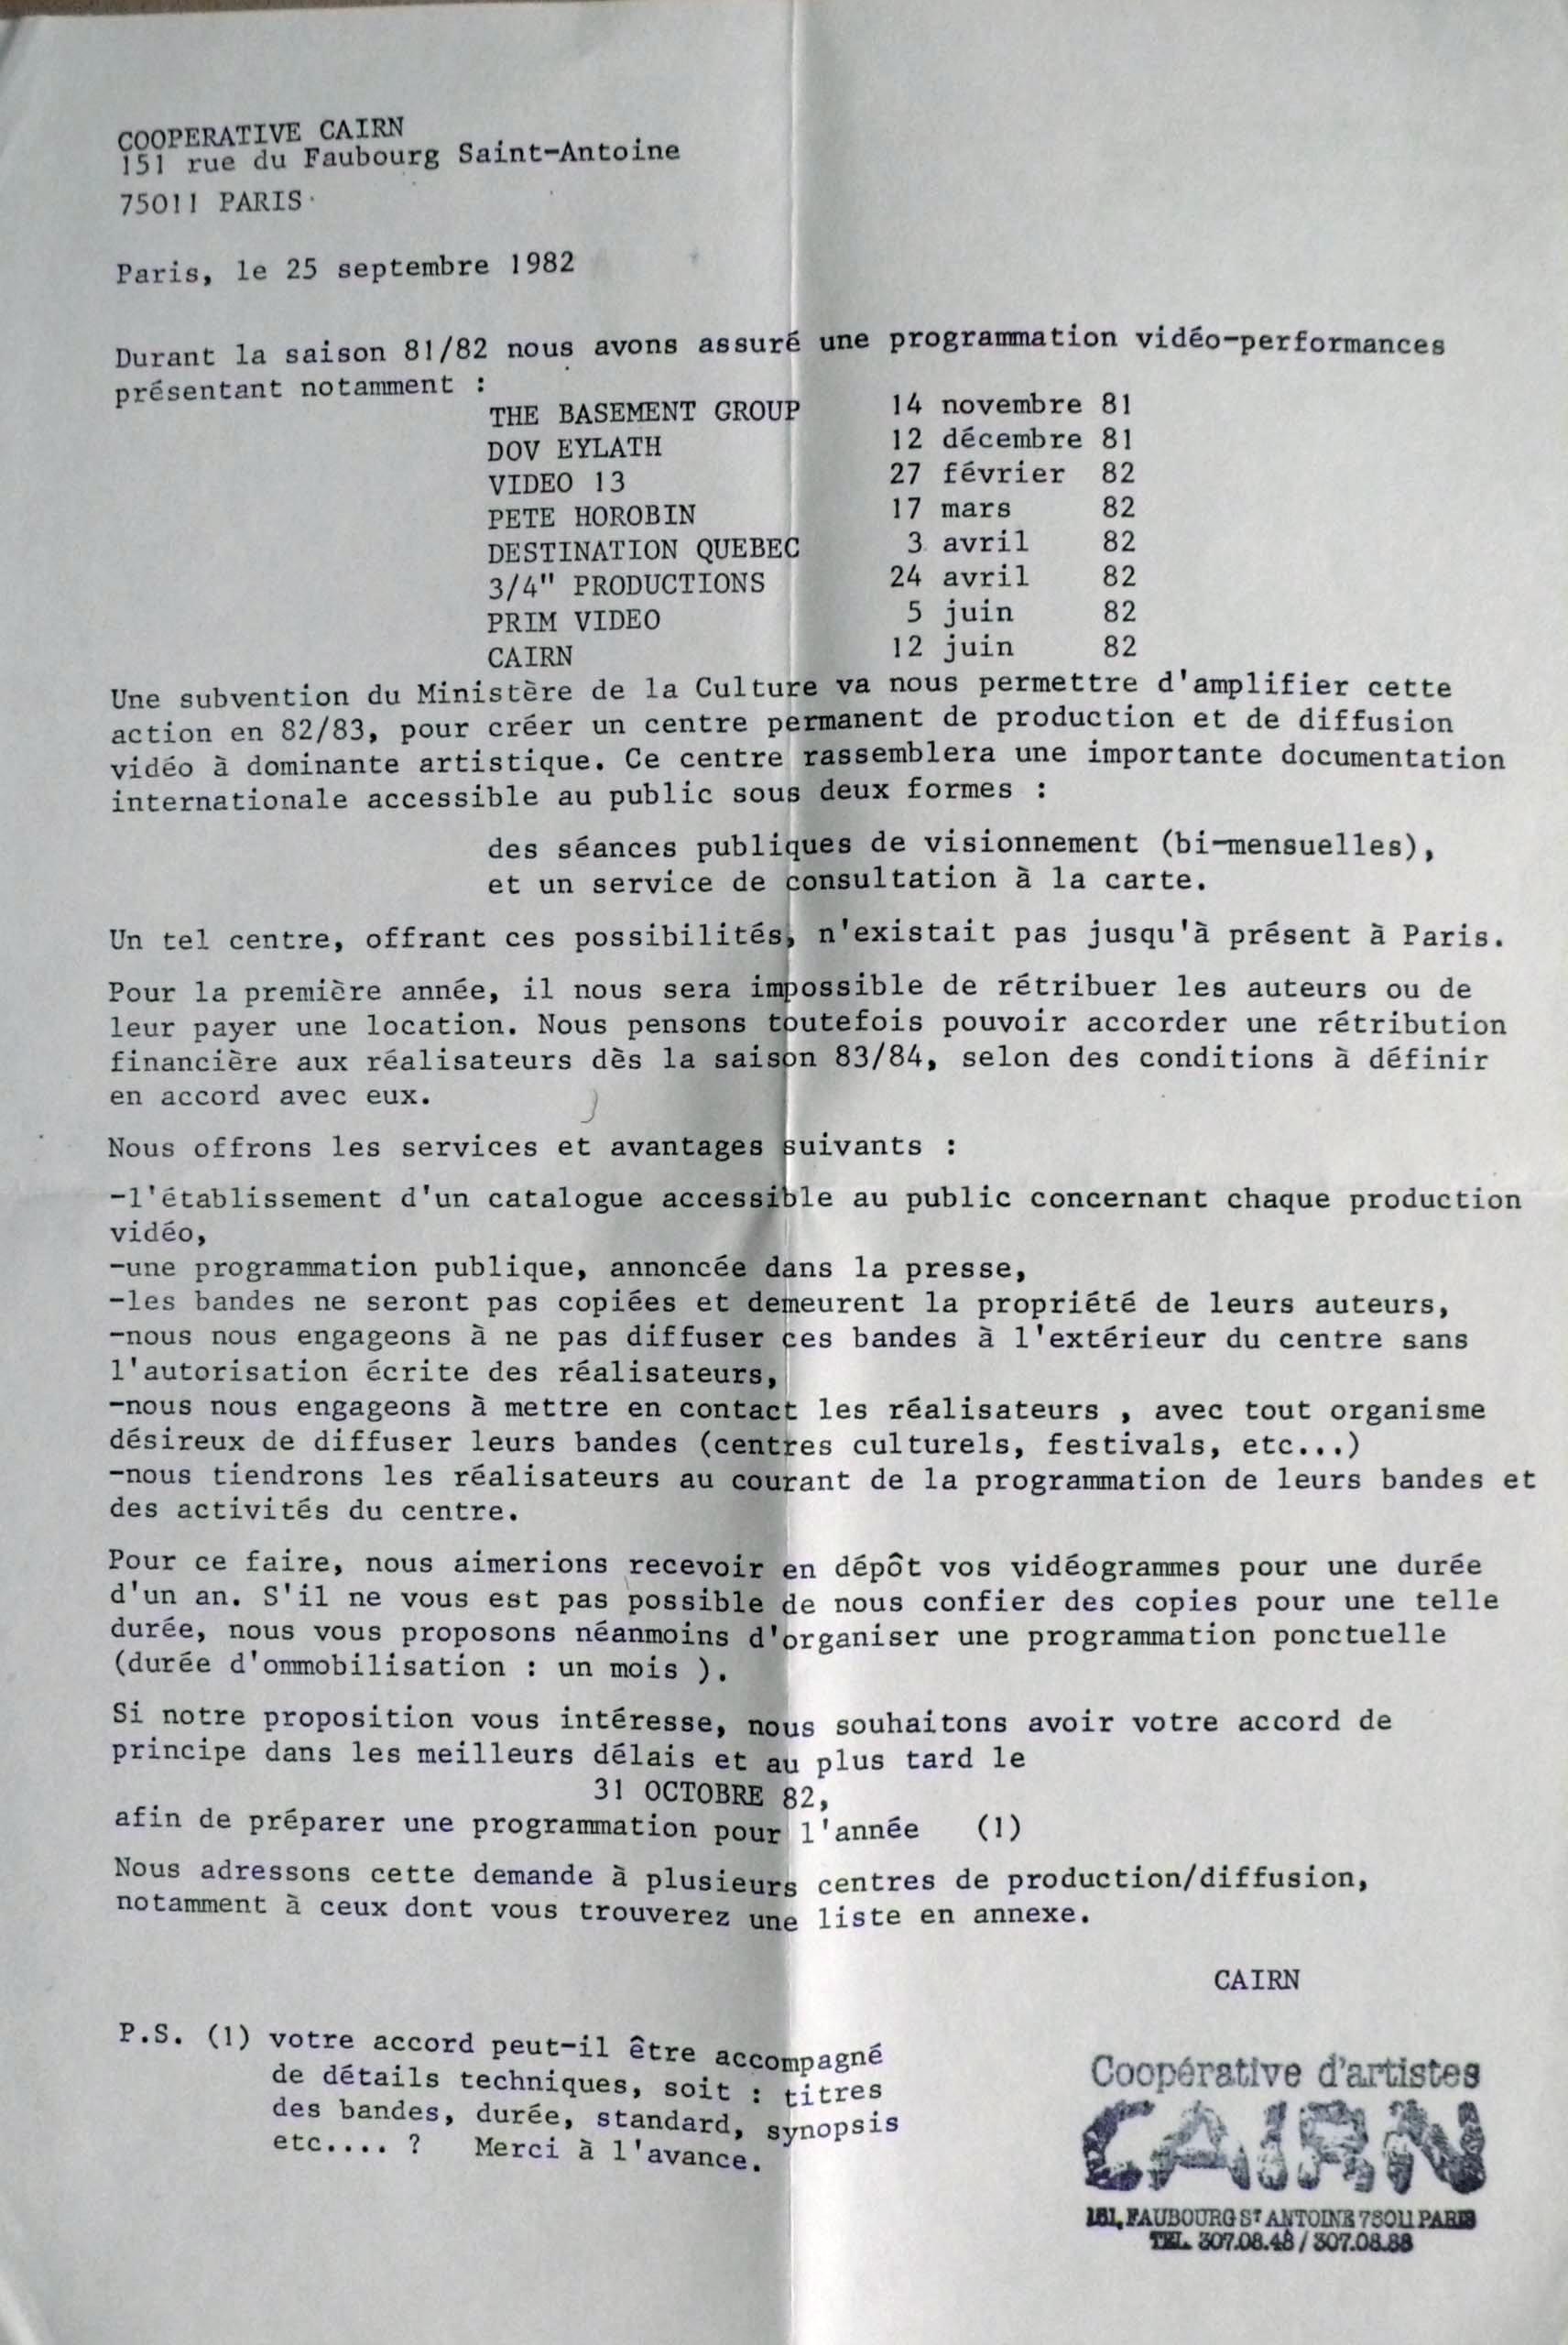 COOPERATIVE CAIRN
151 rue du Faubourg Saint-Antoine
75011 PARIS
Paris, le 25 septembre 1982
Durant la saison 81/82 nous avons assuré une programmation vidéo-performances
présentant notamment :
THE BASEMENT GROUP 14 novembre 81
DOV EYLATH 12 décembre 81
VIDEO 13 27 février 82
PETE HOROBIN 17 mars 82
DESTINATION QUEBEC 3 avril 82
3/4" PRODUCTIONS 24 avril 82
PRIM VIDEO 5 juin 82
CAIRN 12 juin 82
Une subvention du Ministère de la Culture va nous permettre d'amplifier cette
action en 82/83, pour créer un centre permanent de production et de diffusion
vidéo à dominante artistique. Ce centre rassemblera une importante documentation
internationale accessible au public sous deux formes :
des séances publiques de visionnement (bi-mensuelles),
et un service de consultation à la carte.
Un tel centre, offrant ces possibilités, n'existait pas jusqu'à présent à Paris.
Pour la première année, il nous sera impossible de rétribuer les auteurs ou de
leur payer une location. Nous pensons toutefois pouvoir accorder une rétribution
financière aux réalisateurs dès la saison 83/84, selon des conditions à définir
en accord avec eux.
Nous offrons les services et avantages suivants :
-l'établissement d'un catalogue accessible au public concernant chaque production
vidéo,
-une programmation publique, annoncée dans la presse,
-les bandes ne seront pas copiées et demeurent la propriété de leurs auteurs,
-nous nous engageons à ne pas diffuser ces bandes à l'extérieur du centre sans
l'autorisation écrite des réalisateurs,
-nous nous engageons à mettre en contact les réalisateurs , avec tout organisme
désireux de diffuser leurs bandes (centres culturels, festivals, etc...)
-nous tiendrons les réalisateurs au courant de la programmation de leurs bandes et
des activités du centre.
Pour ce faire, nous aimerions recevoir en dépôt vos vidéogrammes pour une durée
d'un an. S'il ne vous est pas possible de nous confier des copies pour une telle
durée, nous vous proposons néanmoins d'organiser une programmation ponctuelle
(durée d'ommobilisation : un mois ).
Si notre proposition vous intéresse, nous souhaitons avoir votre accord de
principe dans les meilleurs délais et au plus tard le
31 OCTOBRE 82,
afin de préparer une programmation pour l'année (1)
Nous adressons cette demande à plusieurs centres de production/diffusion,
notamment à ceux dont vous trouverez une liste en annexe.
CAIRN
P.S. (1) votre accord peut-il être accompagné
de détails techniques, soit : titres
des bandes, durée, standard, synopsis
etc.... ? Merci à l'avance.
Coopérative d'artistes
CAIRN
151, FAUBOURG ST ANTOINE 75011 PARIS
TEL. 307.08.48 / 307.08.88